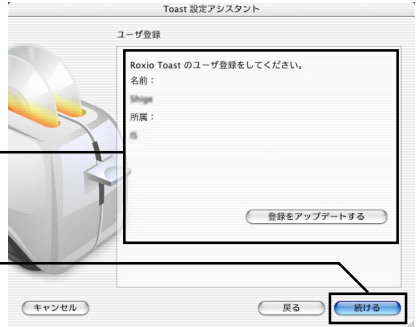 Toast 設定アシスタント
ユーザ登録
Roxio Toast のユーザ登録をしてください。
名前：
Shige
所属：
IS
登録をアップデートする
キャンセル
戻る
続ける